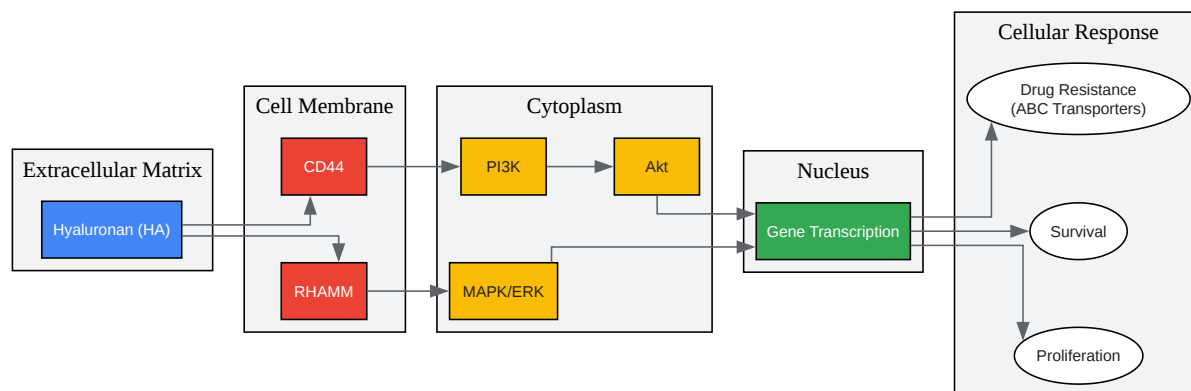 Extracellular Matrix
Hyaluronan (HA)
Cell Membrane
CD44
RHAMM
Cytoplasm
PI3K
Akt
MAPK/ERK
Nucleus
Gene Transcription
Cellular Response
Drug Resistance
(ABC Transporters)
Survival
Proliferation